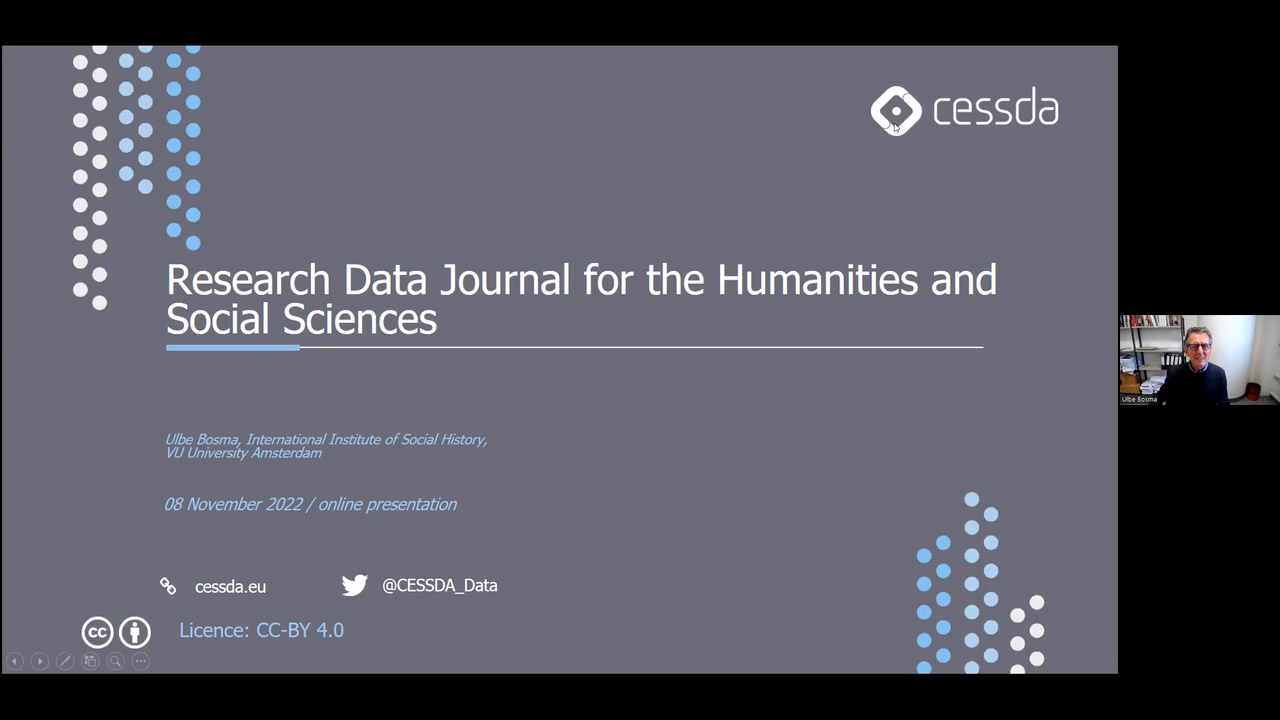 cessda
Research Data Journal for the Humanities and
Social Sciences
Ulbe Bosma, International Institute of Social History,
VU University Amsterdam
08 November 2022 / online presentation
cessda.eu
@CESSDA_Data
cc
Licence: CC-BY 4.0
Ulbe Bosma